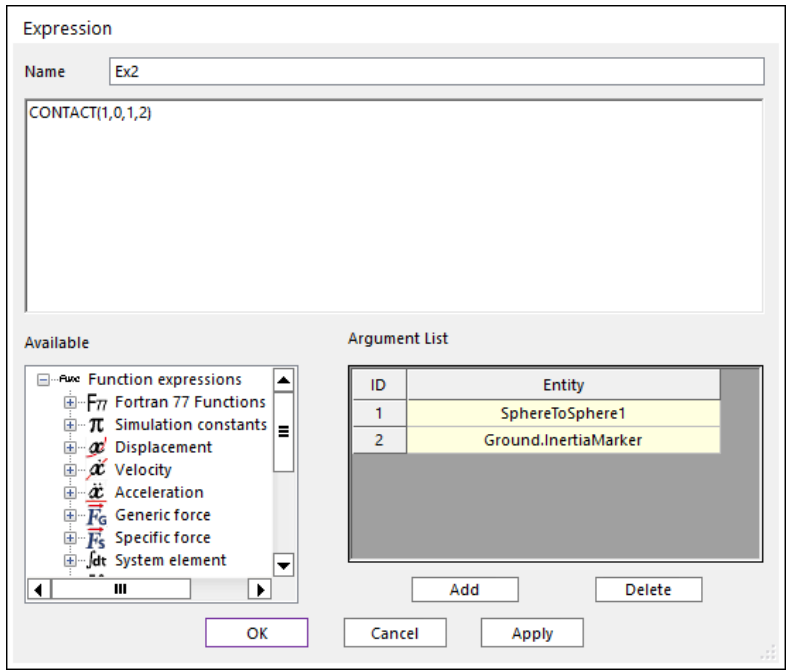 Expression
Name Ex2
CONTACT(1,0,1,2)
Available
Function expressions
Fortran 77 Functions
Simulation constants
Displacement
Velocity
Acceleration
Generic force
Specific force
System element
Argument List
ID Entity
1 SphereToSphere1
2 Ground.InertiaMarker
Add Delete
OK Cancel Apply